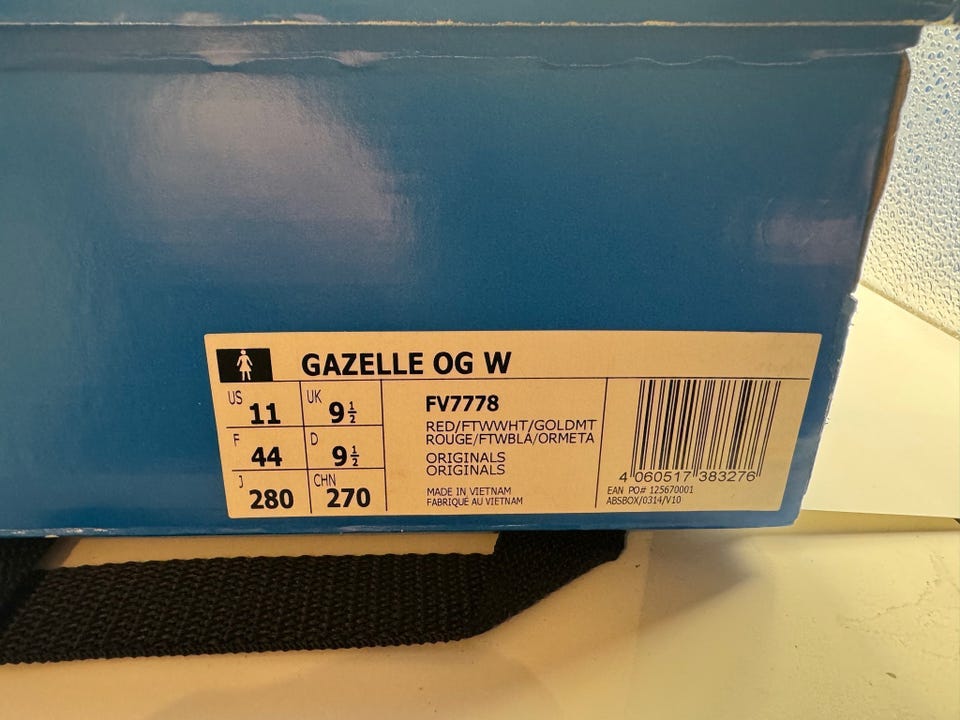 GAZELLE OG W
US 11 UK 9½
F 44 D 9½
J 280 CHN 270
FV7778
RED/FTWWHT/GOLDMT
ROUGE/FTWBLA/ORMETA
ORIGINALS
ORIGINALS
MADE IN VIETNAM
FABRIQUÉ AU VIETNAM
4 060517 383276
EAN PO# 125670001
ABSBOX/0314/V10